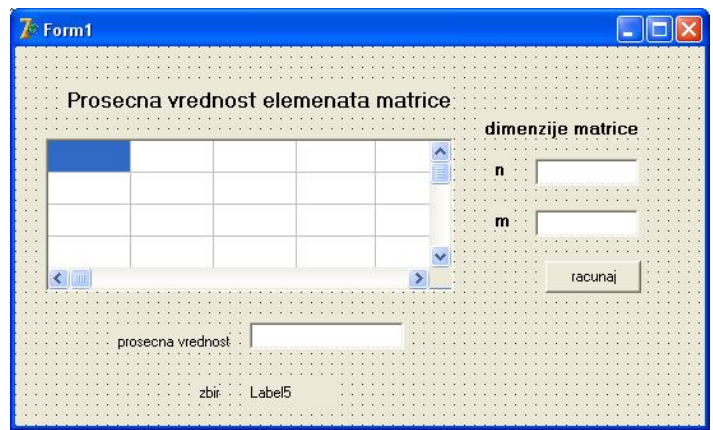 Form1
Prosecna vrednost elemenata matrice
dimenzije matrice
n
m
racunaj
prosecna vrednost
zbir Label5